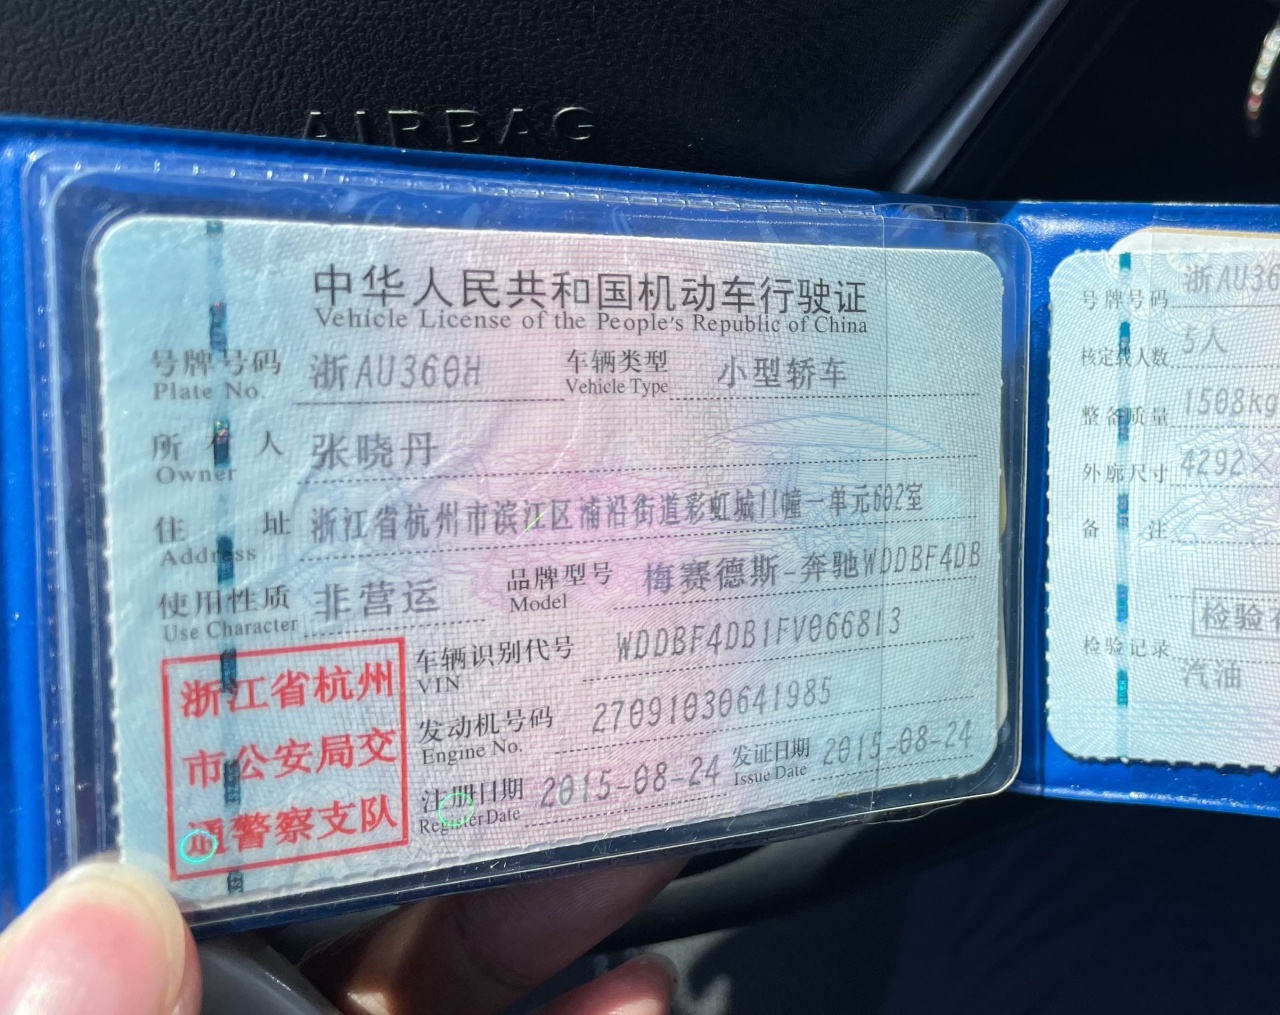 AIRBAG
中华人民共和国机动车行驶证
Vehicle License of the People's Republic of China
号牌号码 浙AU360H 车辆类型 小型轿车
Plate No. Vehicle Type
所有人 张晓丹
Owner
住址 浙江省杭州市滨江区浦沿街道彩虹城11幢一单元602室
Address
使用性质 非营运 品牌型号 梅赛德斯-奔驰WDDBF4DB
Use Character Model
车辆识别代号 WDDBF4DB1FV066813
VIN
发动机号码 27091030641985
Engine No.
注册日期 2015-08-24 发证日期 2015-08-24
Register Date Issue Date
浙江省杭州
市公安局交
通警察支队
号牌号码 浙AU36
核定载人数 5人
整备质量 1508kg
外廓尺寸 4292×
备注
检验
检验记录
汽油